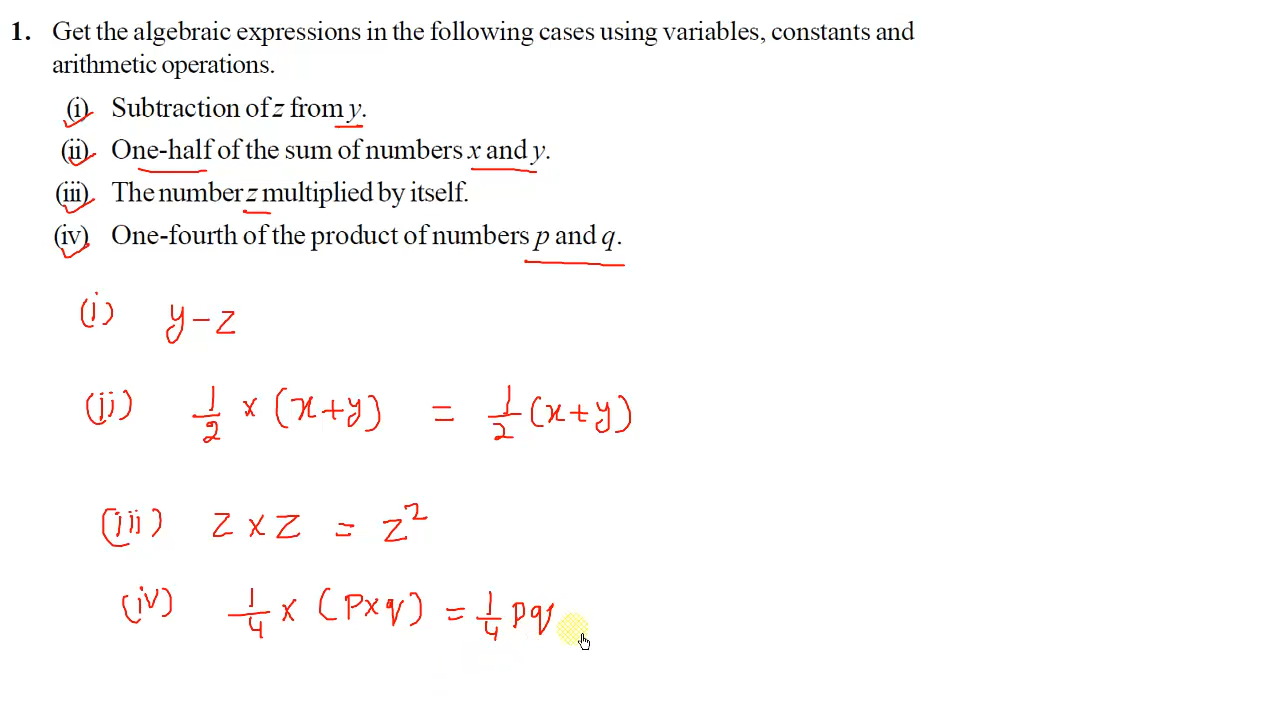 1. Get the algebraic expressions in the following cases using variables, constants and
arithmetic operations.
(i) Subtraction of z from y.
(ii) One-half of the sum of numbers x and y.
(iii) The number z multiplied by itself.
(iv) One-fourth of the product of numbers p and q.
(i) y-z
(ii) 1/2 × (x+y) = 1/2 (x+y)
(iii) z × z = z²
(iv) 1/4 × (p×q) = 1/4 pq